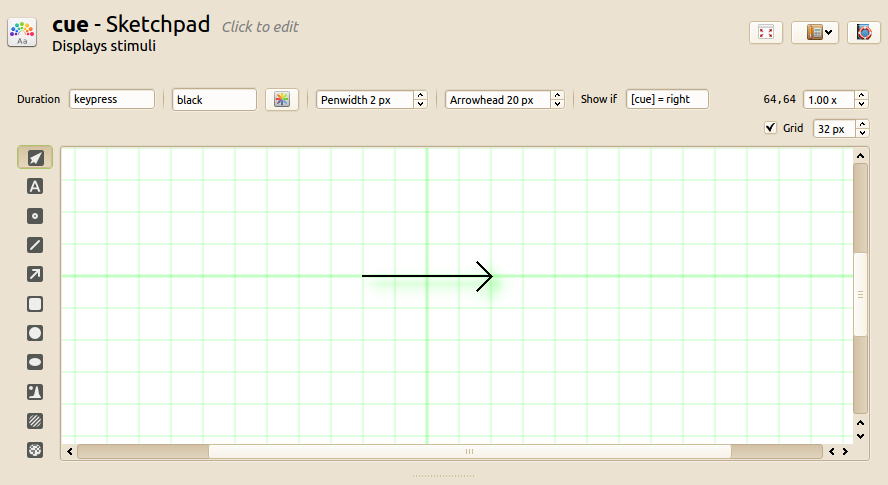 cue - Sketchpad Click to edit
Displays stimuli
Aa
Duration keypress black Penwidth 2 px Arrowhead 20 px Show if [cue] = right 64,64 1.00 x
Grid 32 px
A